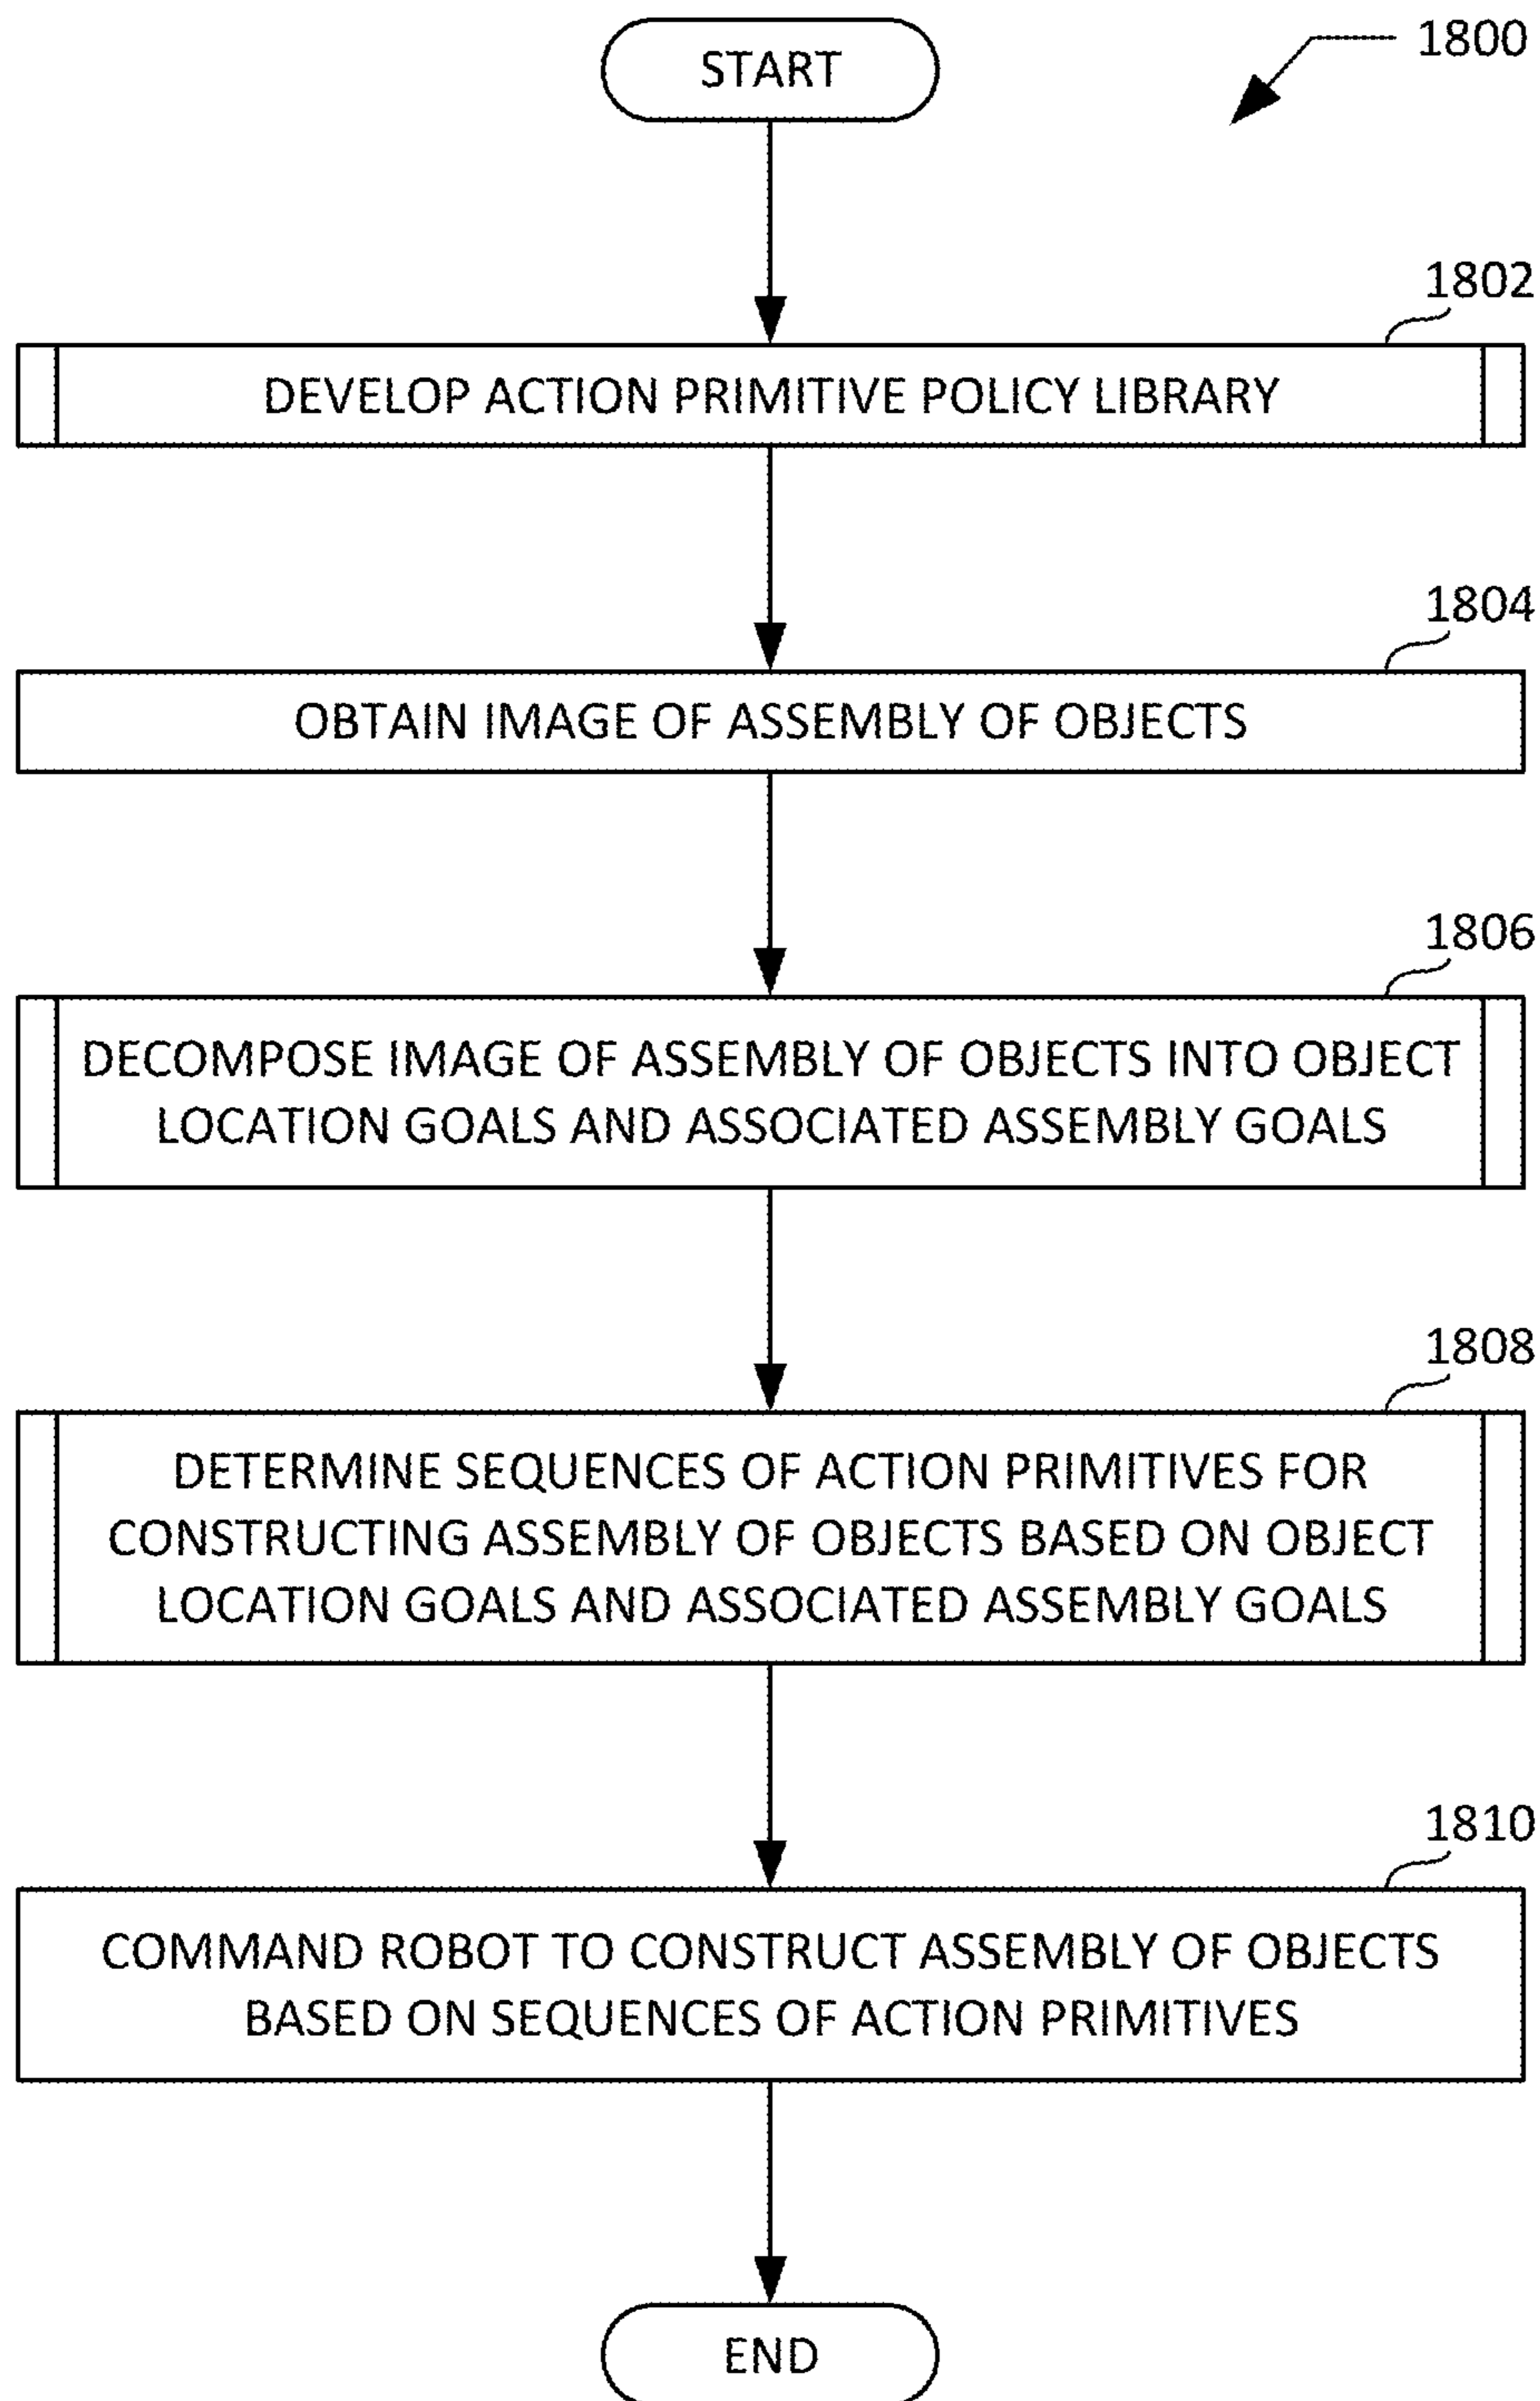 START
1800
1802
DEVELOP ACTION PRIMITIVE POLICY LIBRARY
1804
OBTAIN IMAGE OF ASSEMBLY OF OBJECTS
1806
DECOMPOSE IMAGE OF ASSEMBLY OF OBJECTS INTO OBJECT
LOCATION GOALS AND ASSOCIATED ASSEMBLY GOALS
1808
DETERMINE SEQUENCES OF ACTION PRIMITIVES FOR
CONSTRUCTING ASSEMBLY OF OBJECTS BASED ON OBJECT
LOCATION GOALS AND ASSOCIATED ASSEMBLY GOALS
1810
COMMAND ROBOT TO CONSTRUCT ASSEMBLY OF OBJECTS
BASED ON SEQUENCES OF ACTION PRIMITIVES
END